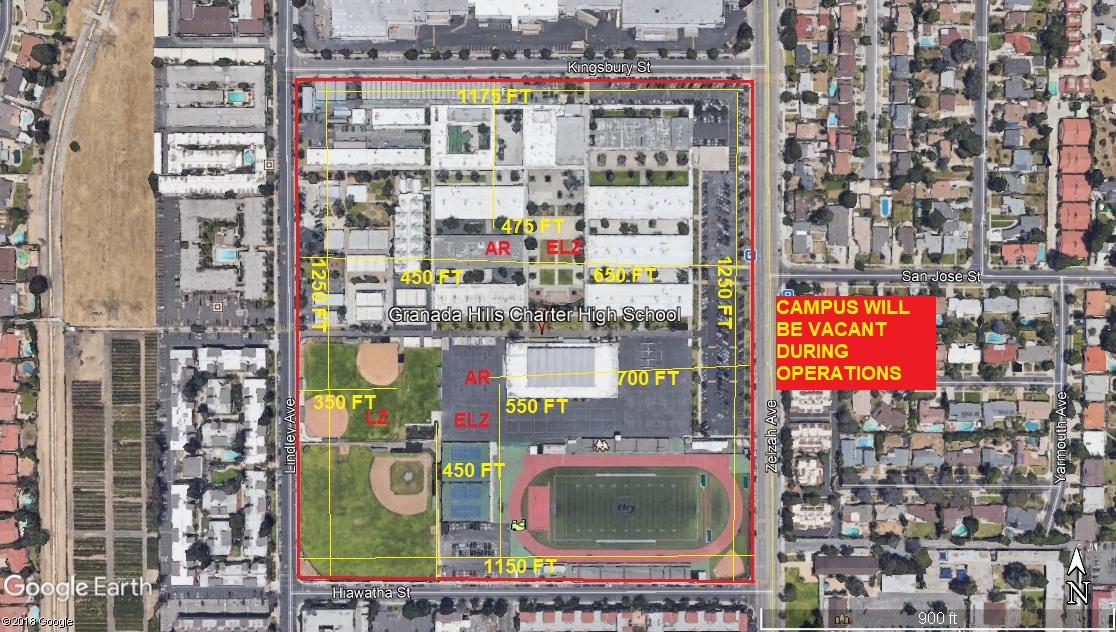 Kingsbury St
1175 FT
475 FT
AR ELZ
450 FT
650 FT
1250 FT
1250 FT
San Jose St
Granada Hills Charter High School
CAMPUS WILL
BE VACANT
DURING
OPERATIONS
AR
700 FT
350 FT
550 FT
LZ
ELZ
Lindley Ave
Zelzah Ave
Yarmouth Ave
450 FT
1150 FT
Hiawatha St
Google Earth
© 2018 Google
N
900 ft